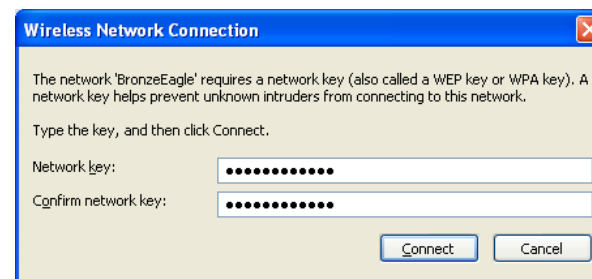 Wireless Network Connection
The network 'BronzeEagle' requires a network key (also called a WEP key or WPA key). A
network key helps prevent unknown intruders from connecting to this network.
Type the key, and then click Connect.
Network key: ●●●●●●●●●●●●
Confirm network key: ●●●●●●●●●●●●
Connect Cancel